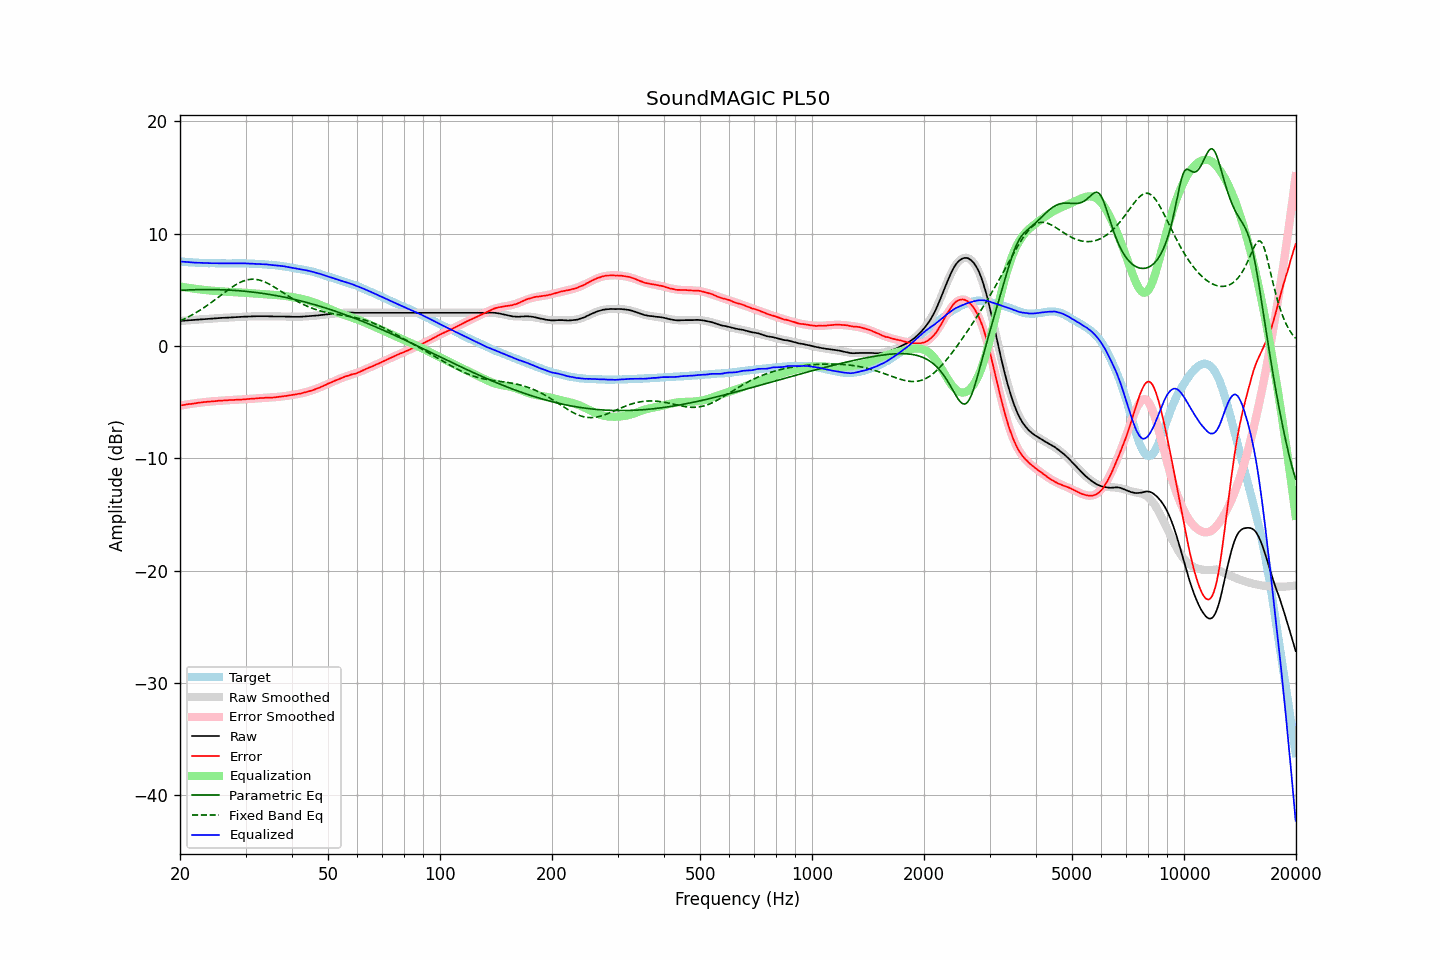 SoundMAGIC PL50
Amplitude (dBr)
20
10
0
−10
−20
−30
−40
Target
Raw Smoothed
Error Smoothed
Raw
Error
Equalization
Parametric Eq
Fixed Band Eq
Equalized
20 50 100 200 500 1000 2000 5000 10000 20000
Frequency (Hz)